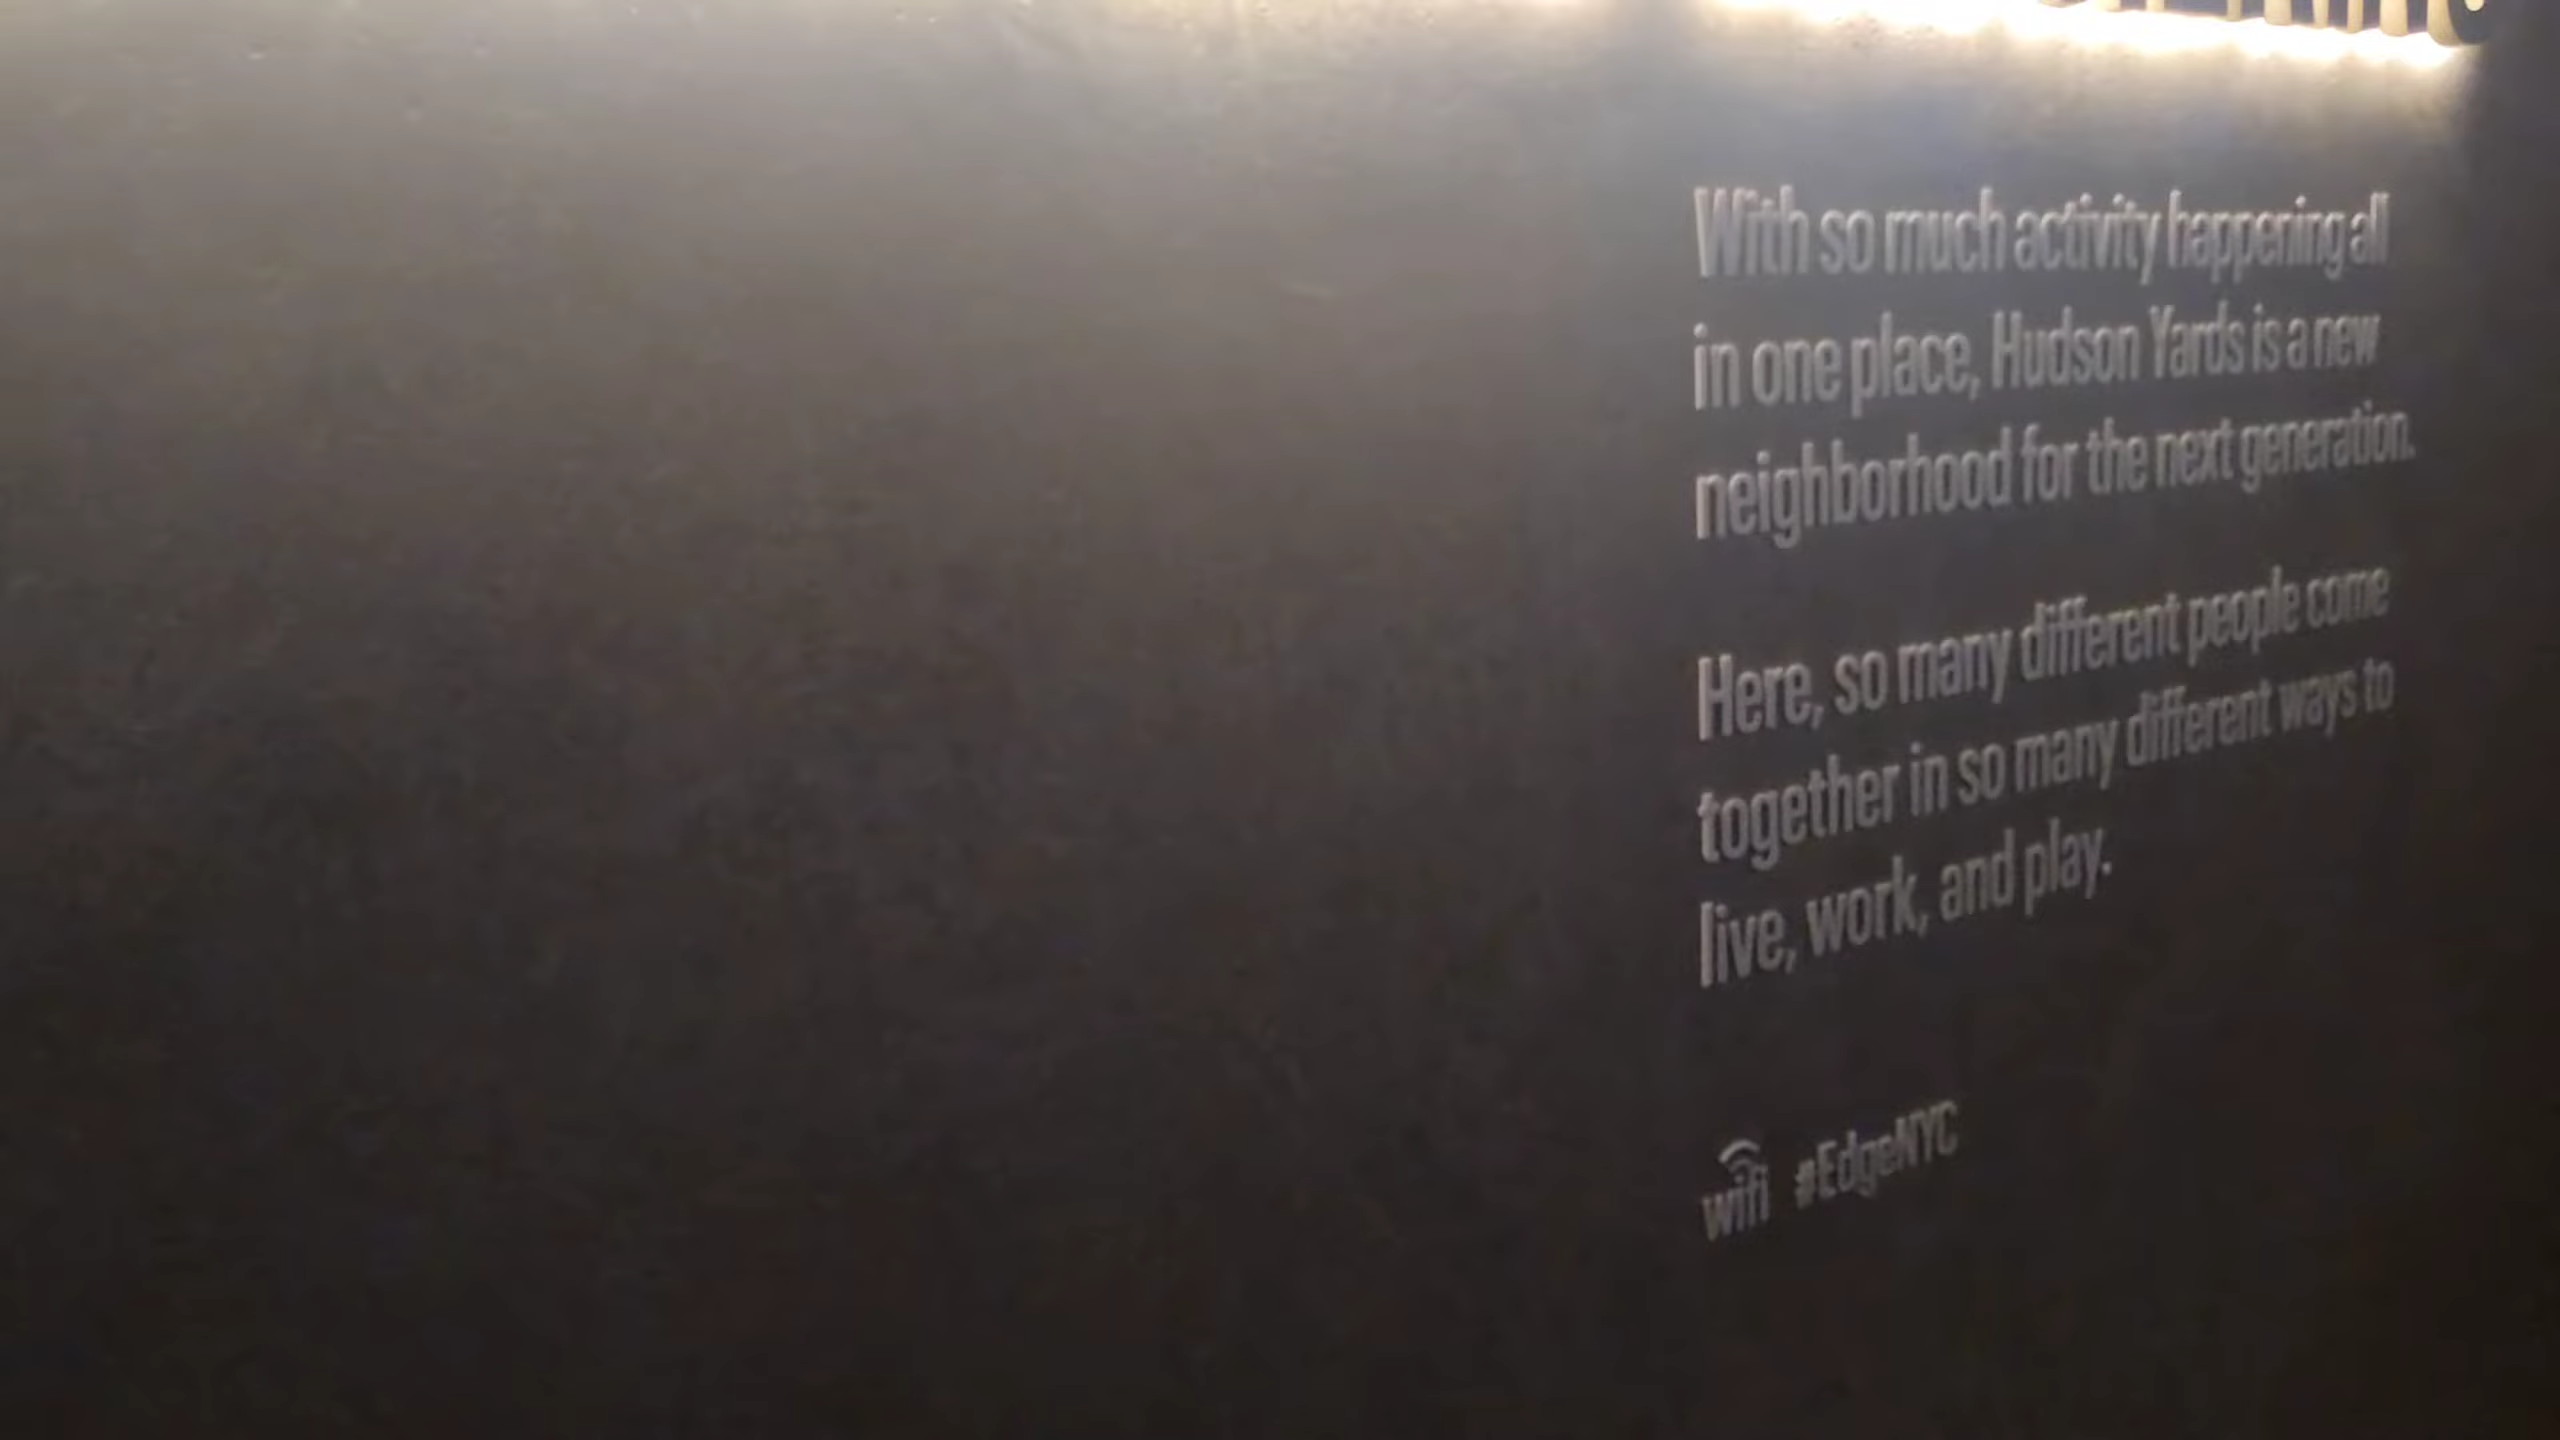 With so much activity happening all
in one place, Hudson Yards is a new
neighborhood for the next generation.
Here, so many different people come
together in so many different ways to
live, work, and play.
wifi #EdgeNYC